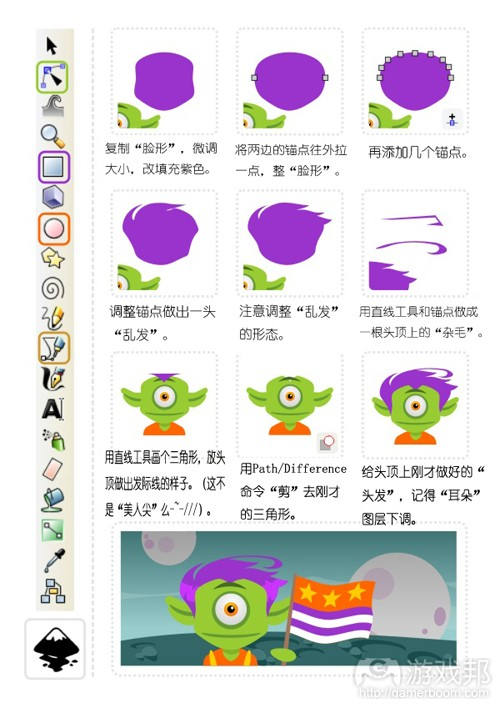 复制“脸形”，微调
大小，改填充紫色。
将两边的锚点往外拉
一点，整“脸形”。
再添加几个锚点。
调整锚点做出一头
“乱发”。
注意调整“乱发”
的形态。
用直线工具和锚点做成
一根头顶上的“杂毛”。
用直线工具画个三角形，放头
顶做出发际线的样子。(这不
是“美人尖”么-~-///)。
用Path/Difference
命令“剪”去刚才
的三角形。
给头顶上刚才做好的“
头发”，记得“耳朵”
图层下调。
游戏邦
http://gamerboom.com